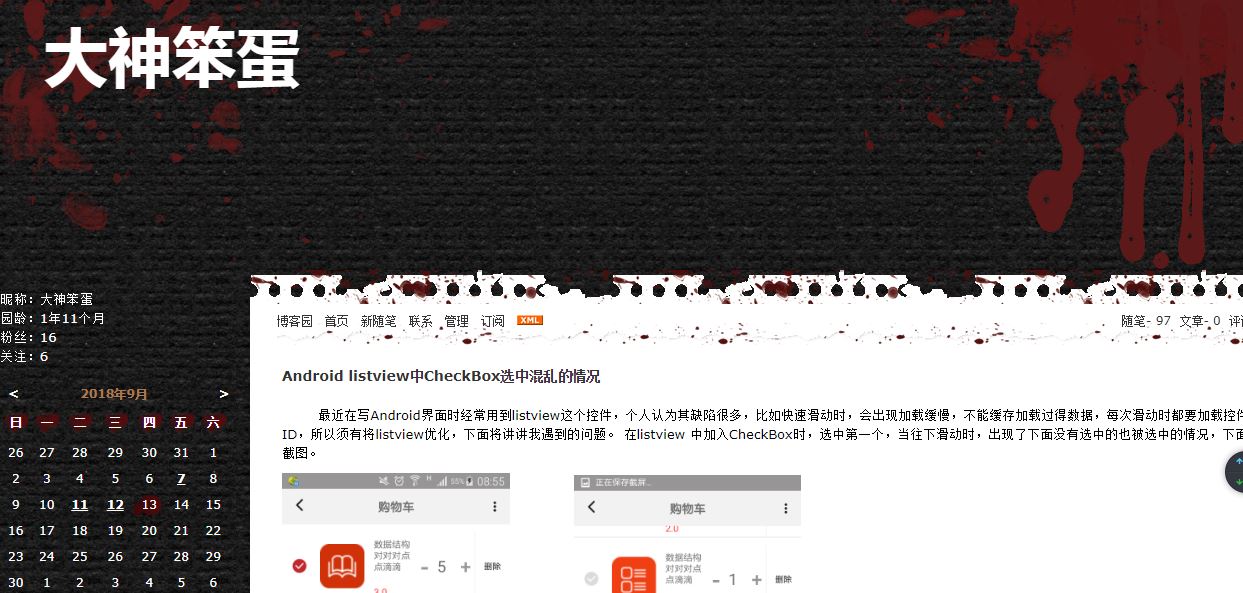 大神笨蛋
昵称：大神笨蛋
园龄：1年11个月
粉丝：16
关注：6
< 2018年9月 >
日 一 二 三 四 五 六
26 27 28 29 30 31 1
2 3 4 5 6 7 8
9 10 11 12 13 14 15
16 17 18 19 20 21 22
23 24 25 26 27 28 29
30 1 2 3 4 5 6
博客园 首页 新随笔 联系 管理 订阅 XML
随笔- 97 文章- 0 评
Android listview中CheckBox选中混乱的情况
最近在写Android界面时经常用到listview这个控件，个人认为其缺陷很多，比如快速滑动时，会出现加载缓慢，不能缓存加载过得数据，每次滑动时都要加载控件
ID，所以须有将listview优化，下面将讲讲我遇到的问题。 在listview 中加入CheckBox时，选中第一个，当往下滑动时，出现了下面没有选中的也被选中的情况，下面
截图。
H 55% 08:55
购物车
数据结构
对对对点
点滴滴
- 5 + 删除
3.0
正在保存截屏...
购物车
2.0
数据结构
对对对点
点滴滴
- 1 + 删除